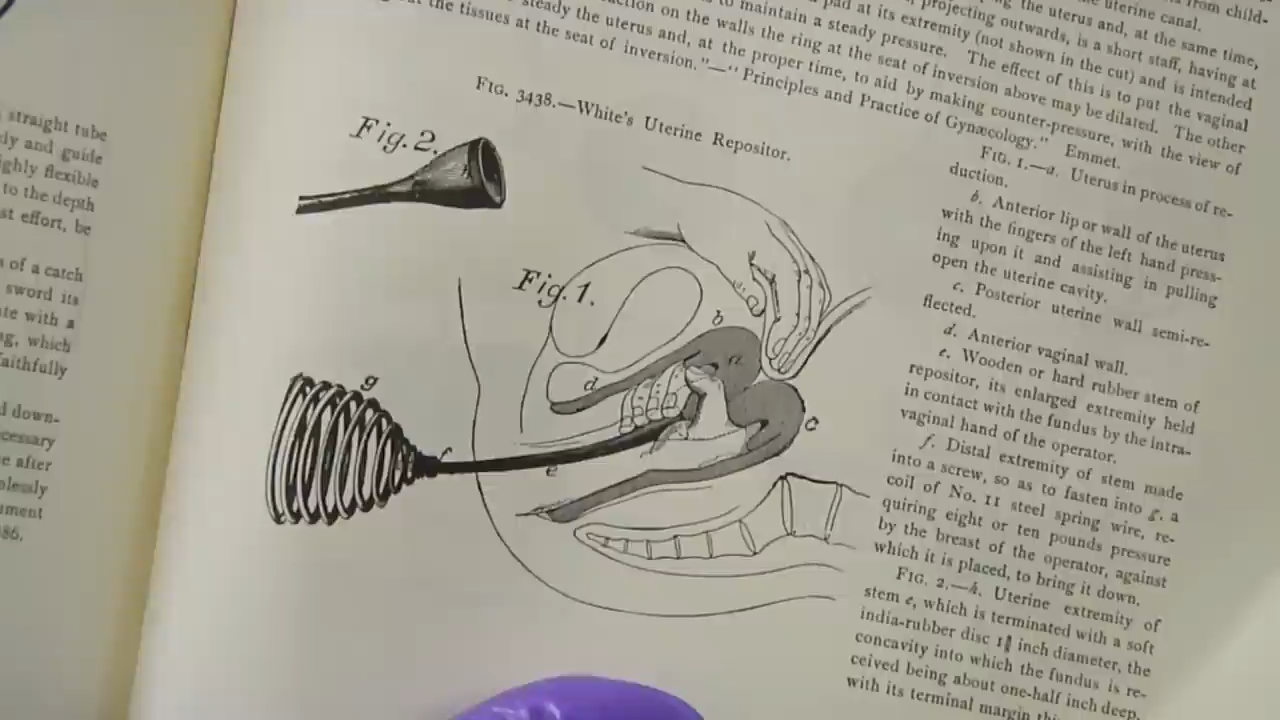 straight tube
and guide
highly flexible
to the depth
st effort, be
s of a catch
sword its
ate with a
ng, which
faithfully
d down-
cessary
e after
ument
86.
from child-
uterine canal.
the uterus and, at the same time,
projecting outwards, is a short staff, having at
pad at its extremity (not shown in the cut) and is intended
to maintain a steady pressure. The effect of this is to put the vaginal
action on the walls the ring at the seat of inversion above may be dilated. The other
steady the uterus and, at the proper time, to aid by making counter-pressure, with the view of
the tissues at the seat of inversion."—"Principles and Practice of Gynæcology." Emmet.
FIG. 3438.—White's Uterine Repositor.
Fig. 2.
Fig. 1.
b
a
d
c
g
f
e
FIG. 1.—a. Uterus in process of re-
duction.
b. Anterior lip or wall of the uterus
with the fingers of the left hand press-
ing upon it and assisting in pulling
open the uterine cavity.
c. Posterior uterine wall semi-re-
flected.
d. Anterior vaginal wall.
e. Wooden or hard rubber stem of
repositor, its enlarged extremity held
in contact with the fundus by the intra-
vaginal hand of the operator.
f. Distal extremity of stem made
into a screw, so as to fasten into g, a
coil of No. 11 steel spring wire, re-
quiring eight or ten pounds pressure
by the breast of the operator, against
which it is placed, to bring it down.
FIG. 2.—h. Uterine extremity of
stem e, which is terminated with a soft
india-rubber disc inch diameter, the
concavity into which the fundus is re-
ceived being about one-half inch deep,
with its terminal margin